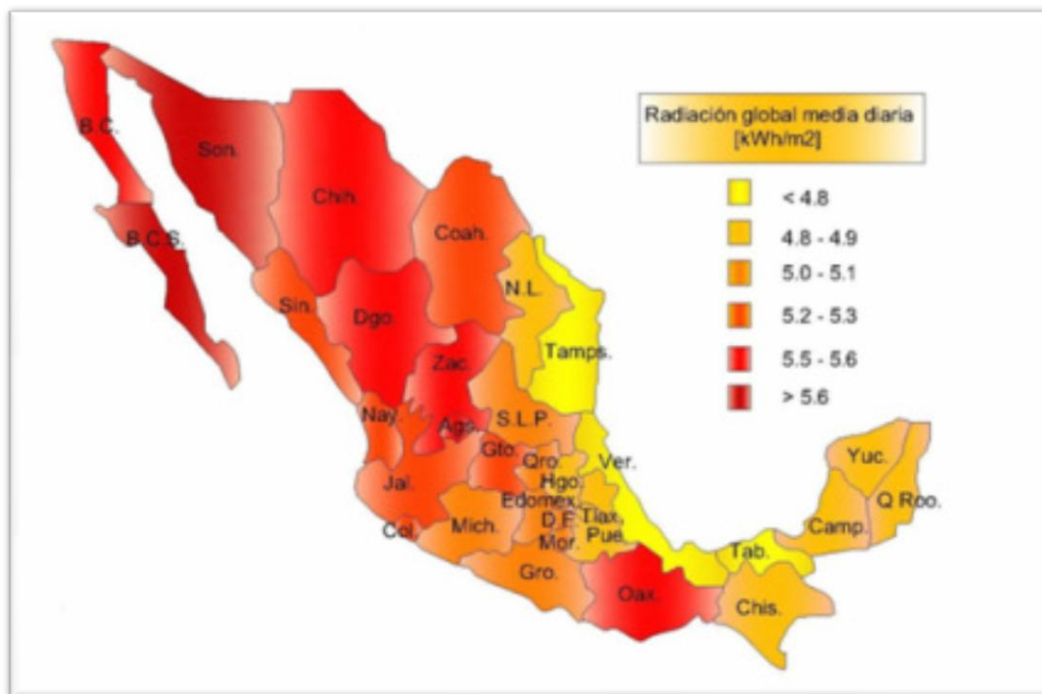 Radiación global media diaria
[kWh/m2]
< 4.8
4.8 - 4.9
5.0 - 5.1
5.2 - 5.3
5.5 - 5.6
> 5.6
B.C.
Son.
Chih.
B.C.S.
Coah.
Sin.
Dgo.
N.L.
Tamps.
Zac.
Nay.
Ags.
S.L.P.
Gto.
Qro.
Ver.
Hgo.
Jal.
Edomex.
Col.
Mich.
D.F.
Tlax.
Pue.
Mor.
Gro.
Oax.
Tab.
Chis.
Yuc.
Q Roo.
Camp.